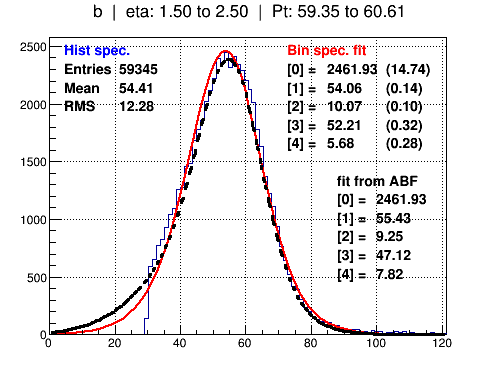 b | eta: 1.50 to 2.50 | Pt: 59.35 to 60.61
Hist spec.
Entries 59345
Mean 54.41
RMS 12.28
Bin spec. fit
[0] = 2461.93 (14.74)
[1] = 54.06 (0.14)
[2] = 10.07 (0.10)
[3] = 52.21 (0.32)
[4] = 5.68 (0.28)
fit from ABF
[0] = 2461.93
[1] = 55.43
[2] = 9.25
[3] = 47.12
[4] = 7.82
2500
2000
1500
1000
500
0
0 20 40 60 80 100 120